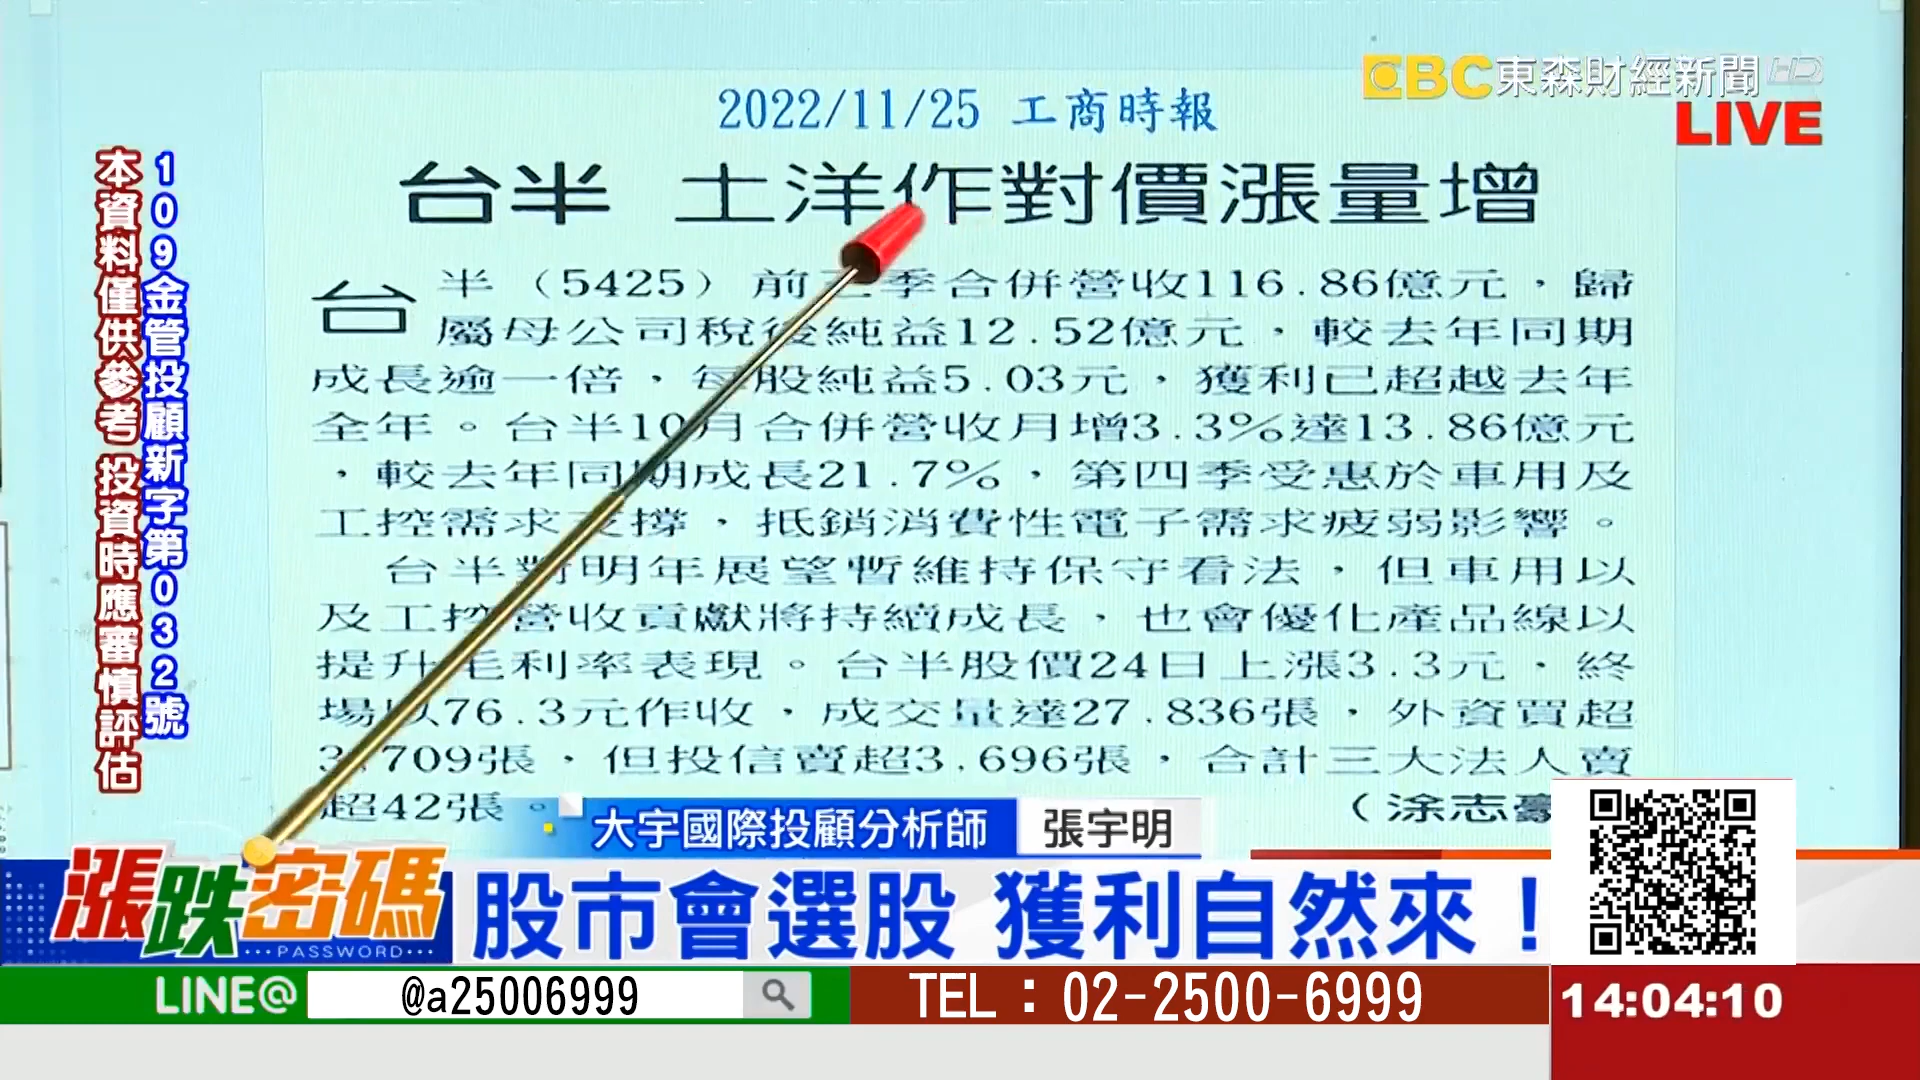 EBC 東森財經新聞 HD
LIVE
2022/11/25 工商時報
台半 土洋作對價漲量增
台半(5425)前三季合併營收116.86億元,歸
屬母公司稅後純益12.52億元,較去年同期
成長逾一倍,每股純益5.03元,獲利已超越去年
全年。台半10月合併營收月增3.3%達13.86億元
,較去年同期成長21.7%,第四季受惠於車用及
工控需求支撐,抵銷消費性電子需求疲弱影響。
台半對明年展望暫維持保守看法,但車用以
及工控營收貢獻將持續成長,也會優化產品線以
提升毛利率表現。台半股價24日上漲3.3元,終
場以76.3元作收,成交量達27,836張,外資買超
3,709張,但投信賣超3,696張,合計三大法人賣
超42張。 (涂志豪
109金管投顧新字第032號
本資料僅供參考 投資時應審慎評估
大宇國際投顧分析師 張宇明
漲跌密碼
PASSWORD
股市會選股 獲利自然來!
LINE@ @a25006999
TEL:02-2500-6999
14:04:10